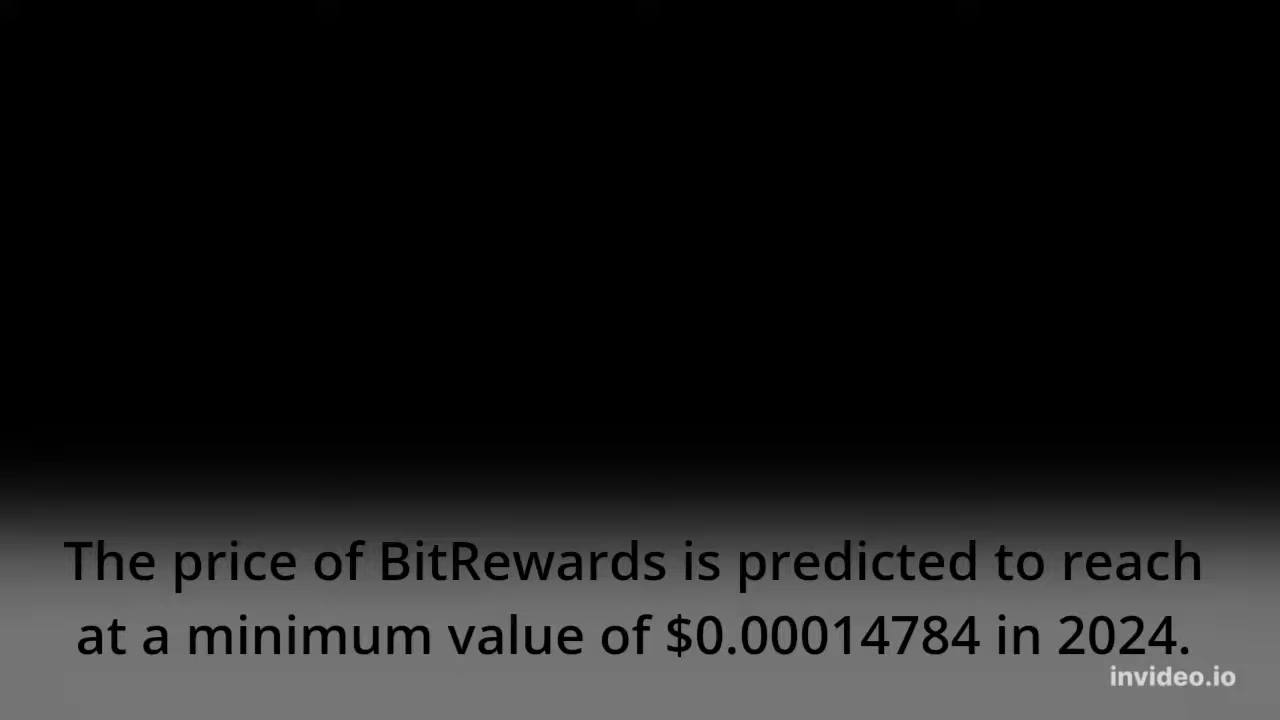 The price of BitRewards is predicted to reach
at a minimum value of $0.00014784 in 2024.
invideo.io